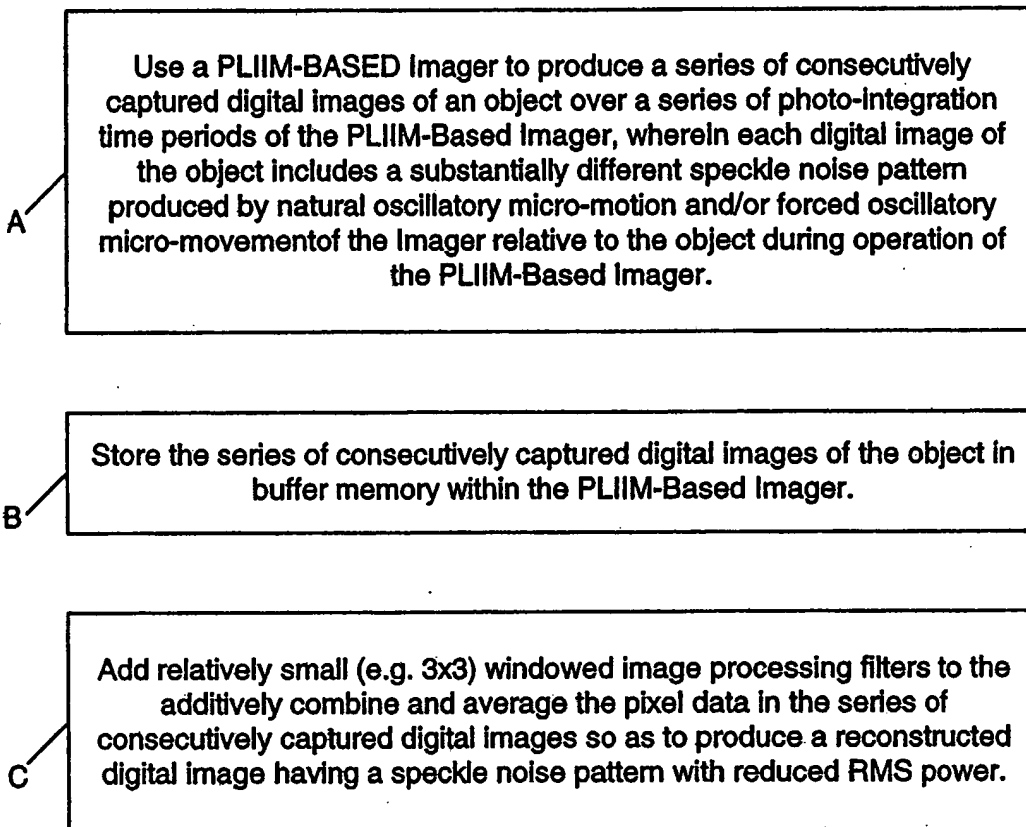 Use a PLIIM-BASED Imager to produce a series of consecutively
captured digital images of an object over a series of photo-integration
time periods of the PLIIM-Based Imager, wherein each digital image of
the object includes a substantially different speckle noise pattern
produced by natural oscillatory micro-motion and/or forced oscillatory
micro-movementof the Imager relative to the object during operation of
the PLIIM-Based Imager.
A
Store the series of consecutively captured digital images of the object in
buffer memory within the PLIIM-Based Imager.
B
Add relatively small (e.g. 3x3) windowed image processing filters to the
additively combine and average the pixel data in the series of
consecutively captured digital images so as to produce a reconstructed
digital image having a speckle noise pattern with reduced RMS power.
C